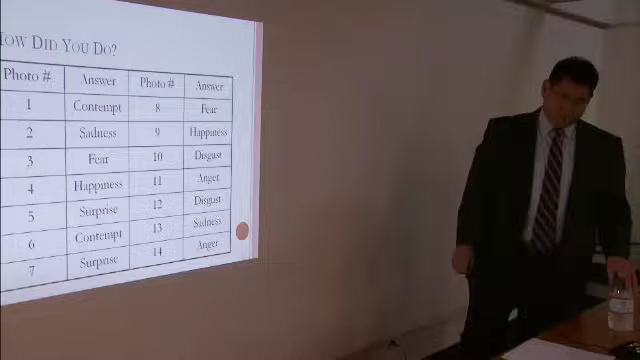 How Did You Do?
Photo # Answer Photo # Answer
1 Contempt 8 Fear
2 Sadness 9 Happiness
3 Fear 10 Disgust
4 Happiness 11 Anger
5 Surprise 12 Disgust
6 Contempt 13 Sadness
7 Surprise 14 Anger